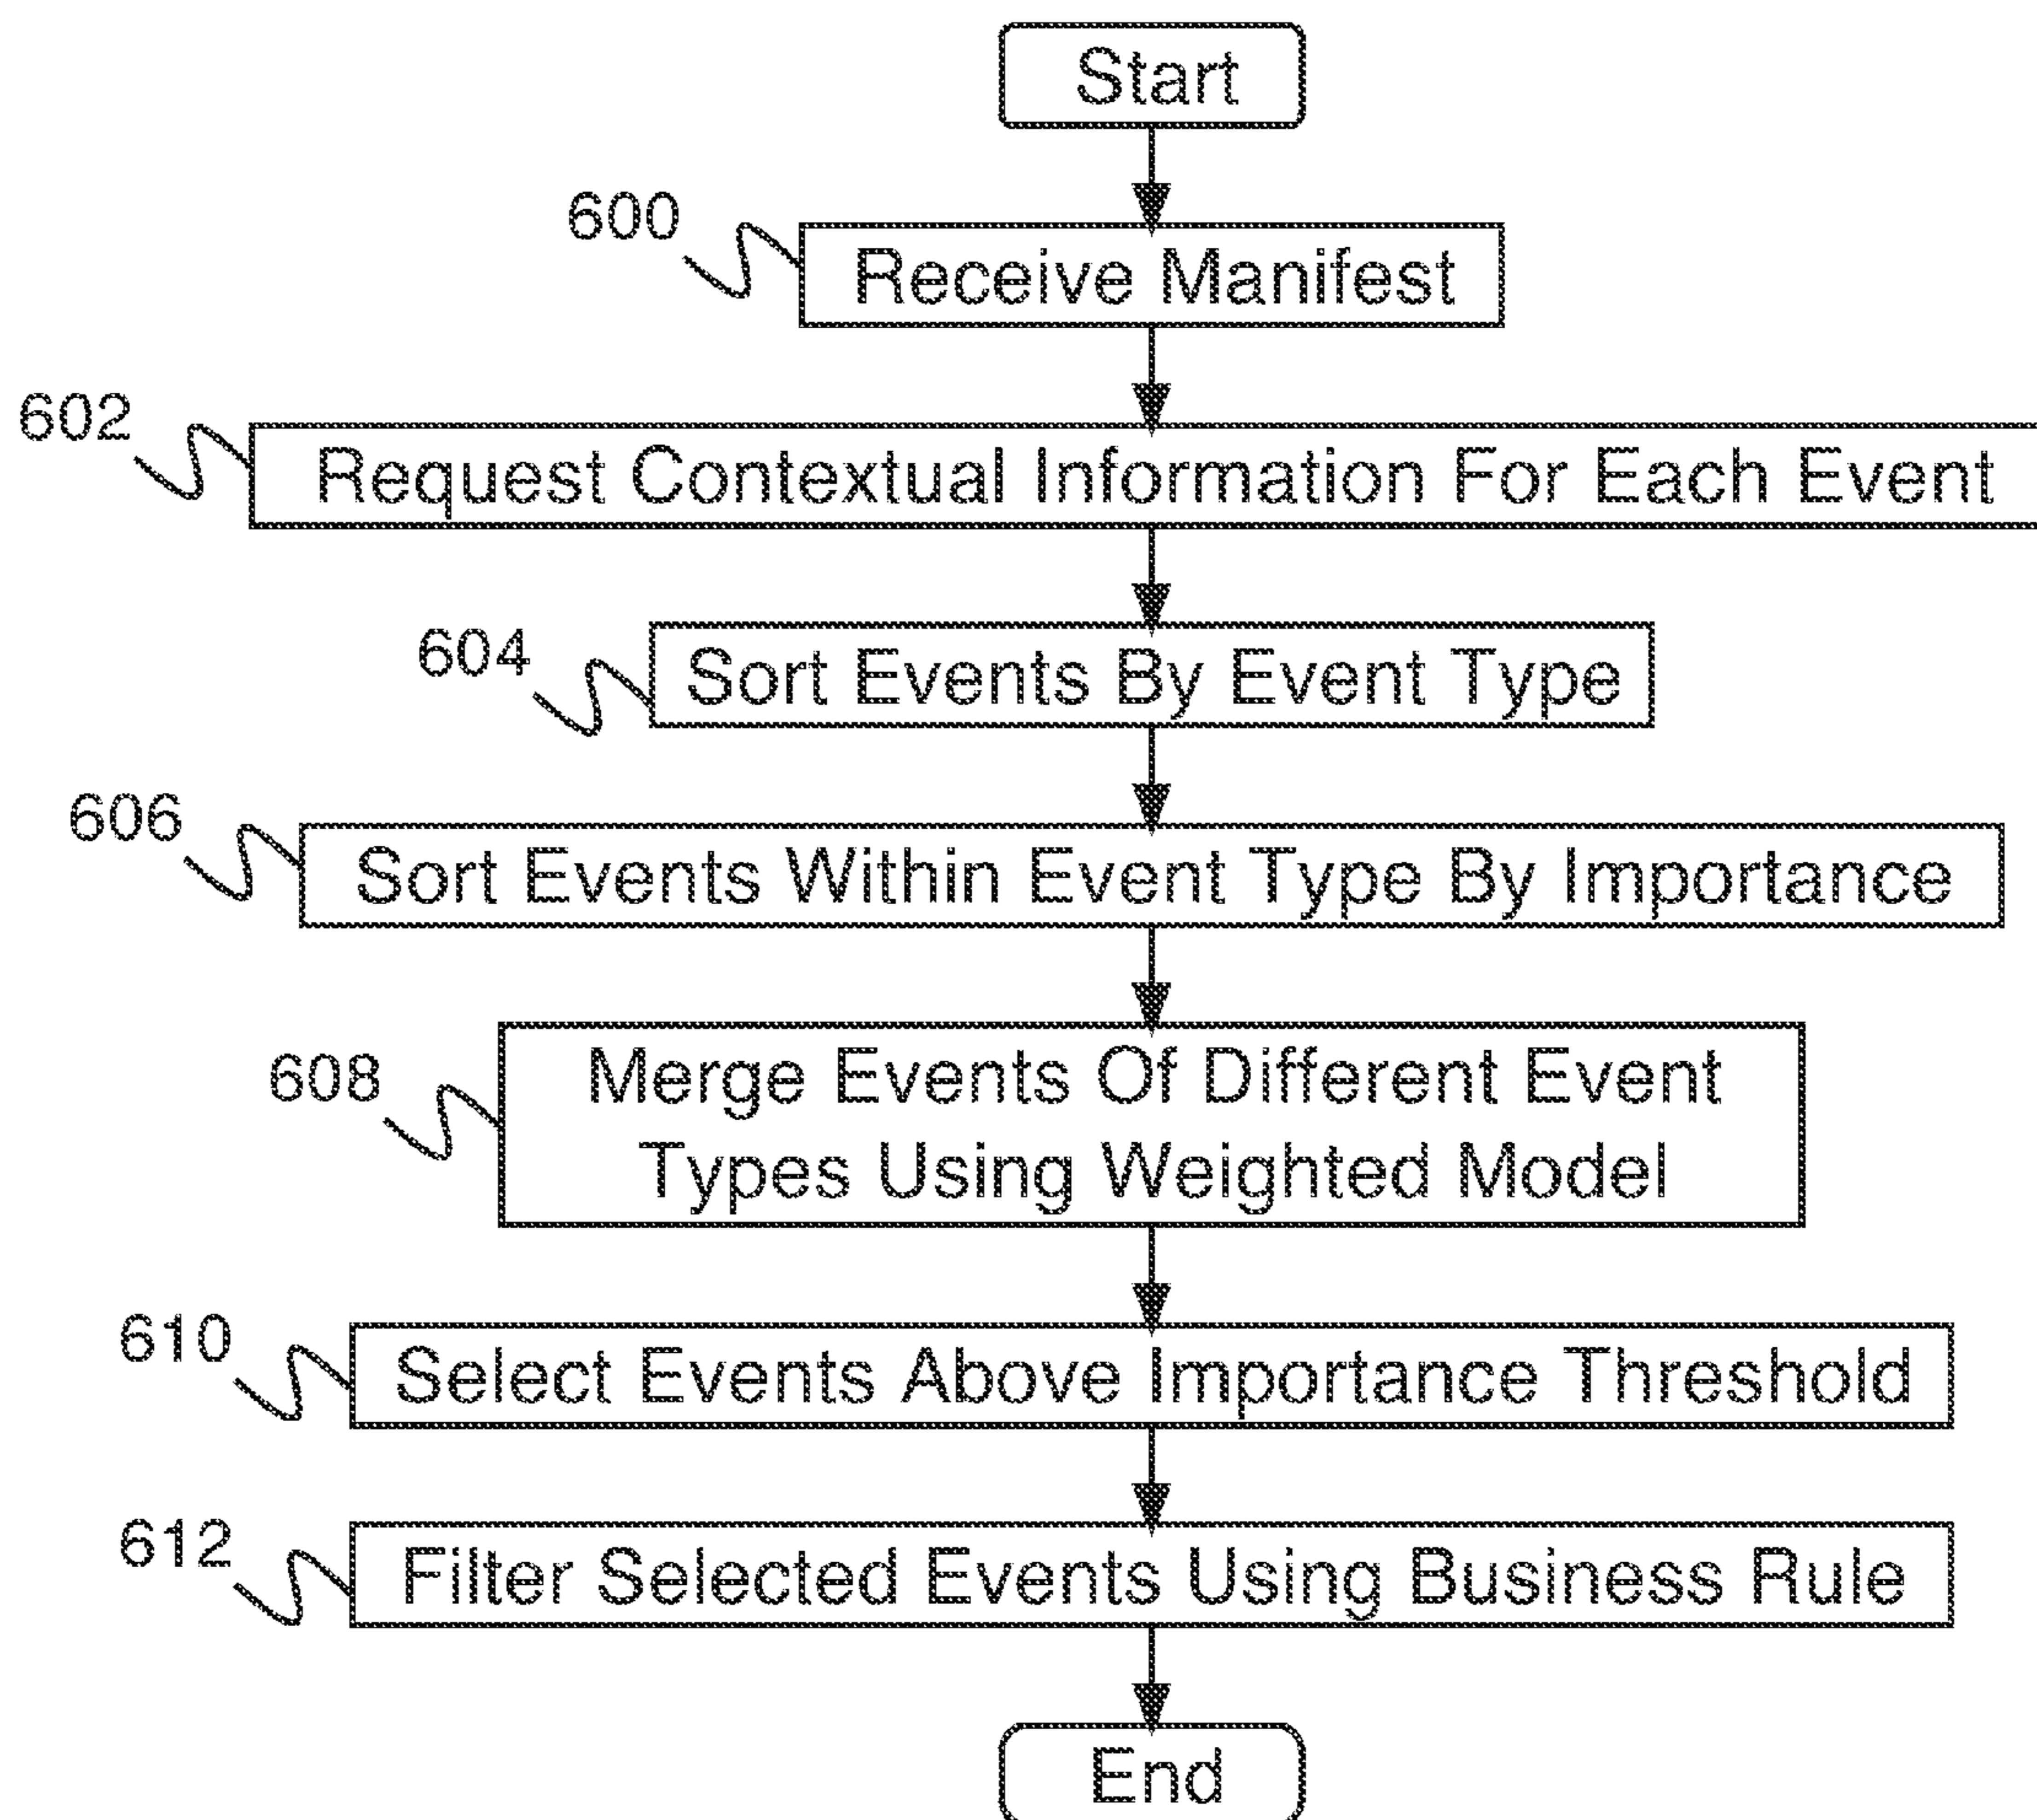 Start
600
Receive Manifest
602
Request Contextual Information For Each Event
604
Sort Events By Event Type
606
Sort Events Within Event Type By Importance
608
Merge Events Of Different Event
Types Using Weighted Model
610
Select Events Above Importance Threshold
612
Filter Selected Events Using Business Rule
End